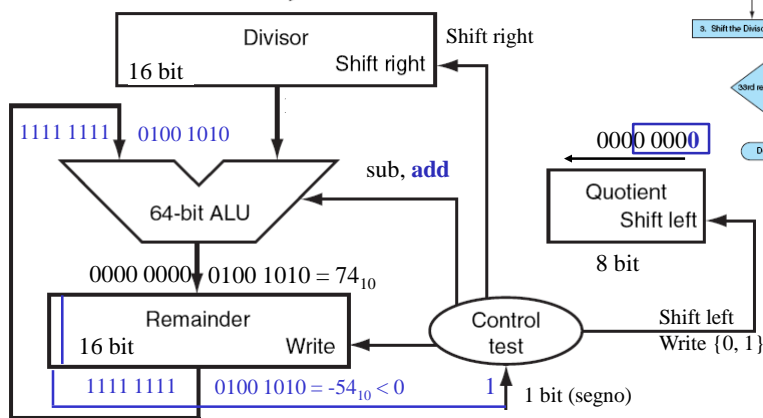 3. Shift the Diviso
Divisor
Shift right
16 bit
Shift right
33rd re
1111 1111 0100 1010
0000 0000
D
sub, add
64-bit ALU
Quotient
Shift left
8 bit
0000 0000 0100 1010 = 74₁₀
Remainder
16 bit
Write
Control
test
Shift left
Write {0, 1}
1111 1111 0100 1010 = -54₁₀ < 0
1
1 bit (segno)